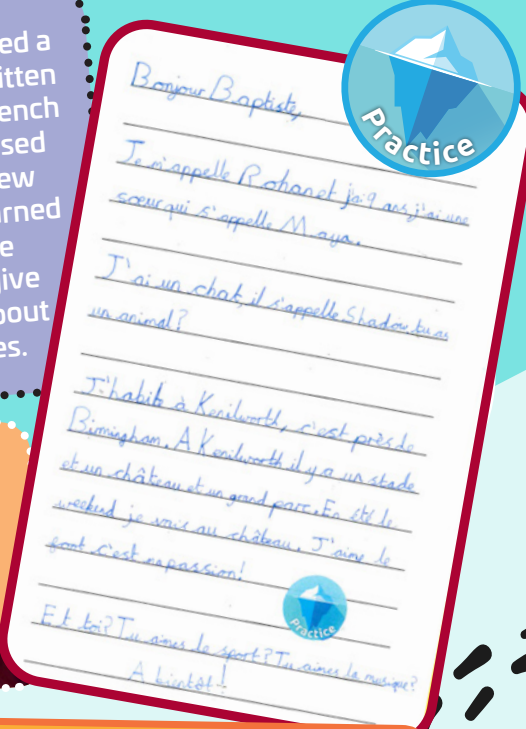 ed a
itten
ench
sed
ew
rned
e
give
bout
es.
Practice
Bonjour Baptiste,
Je m'appelle Rohan et j'ai 9 ans, j'ai une
soeur qui s'appelle Maya.
J'ai un chat, il s'appelle Shadow, tu as
un animal?
J'habite à Kenilworth, c'est près de
Birmingham. A Kenilworth il y a un stade
et un château et un grand parc. En été le
weekend je vais au château. J'aime le
foot c'est passion!
Practice
Et toi? Tu aimes le sport? Tu aimes la musique?
A bientôt!